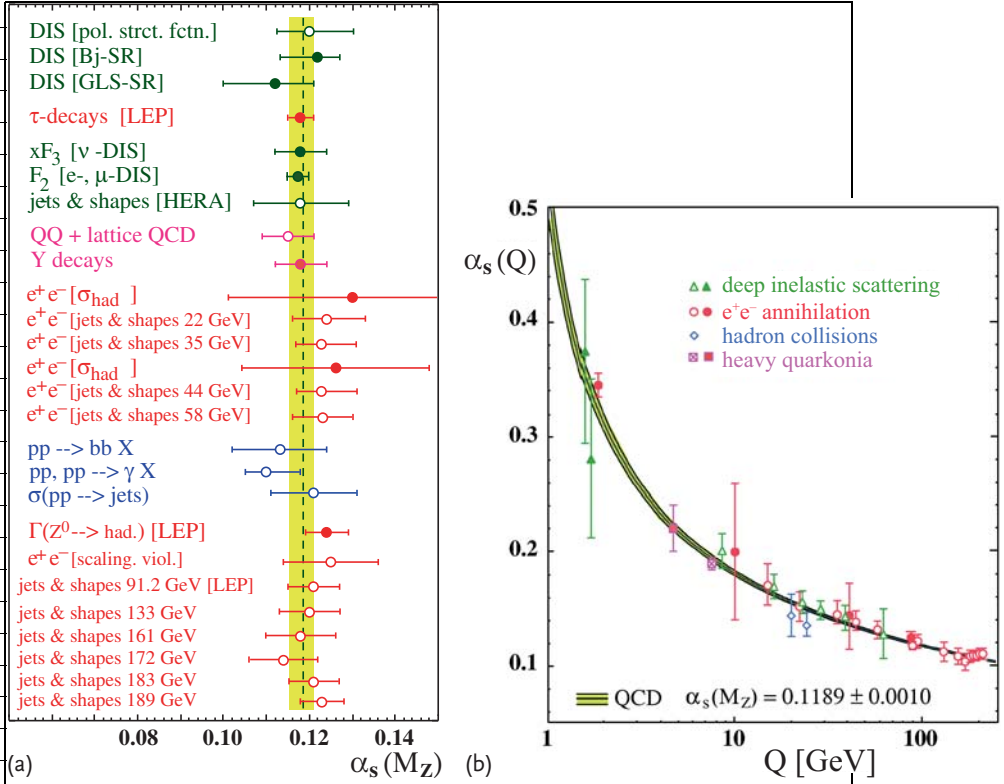 DIS [pol. strct. fctn.]
DIS [Bj-SR]
DIS [GLS-SR]
τ-decays [LEP]
xF₃ [ν -DIS]
F₂ [e-, μ-DIS]
jets & shapes [HERA]
QQ + lattice QCD
Υ decays
e⁺e⁻[σ_had ]
e⁺e⁻[jets & shapes 22 GeV]
e⁺e⁻[jets & shapes 35 GeV]
e⁺e⁻[σ_had ]
e⁺e⁻[jets & shapes 44 GeV]
e⁺e⁻[jets & shapes 58 GeV]
pp --> bb X
pp, pp --> γ X
σ(pp --> jets)
Γ(Z⁰--> had.) [LEP]
e⁺e⁻[scaling. viol.]
jets & shapes 91.2 GeV [LEP]
jets & shapes 133 GeV
jets & shapes 161 GeV
jets & shapes 172 GeV
jets & shapes 183 GeV
jets & shapes 189 GeV
0.08 0.10 0.12 0.14
(a) αs(MZ)
0.5
αs(Q)
0.4
0.3
0.2
0.1
deep inelastic scattering
e⁺e⁻ annihilation
hadron collisions
heavy quarkonia
QCD αs(MZ) = 0.1189 ± 0.0010
1 10 100
(b) Q [GeV]